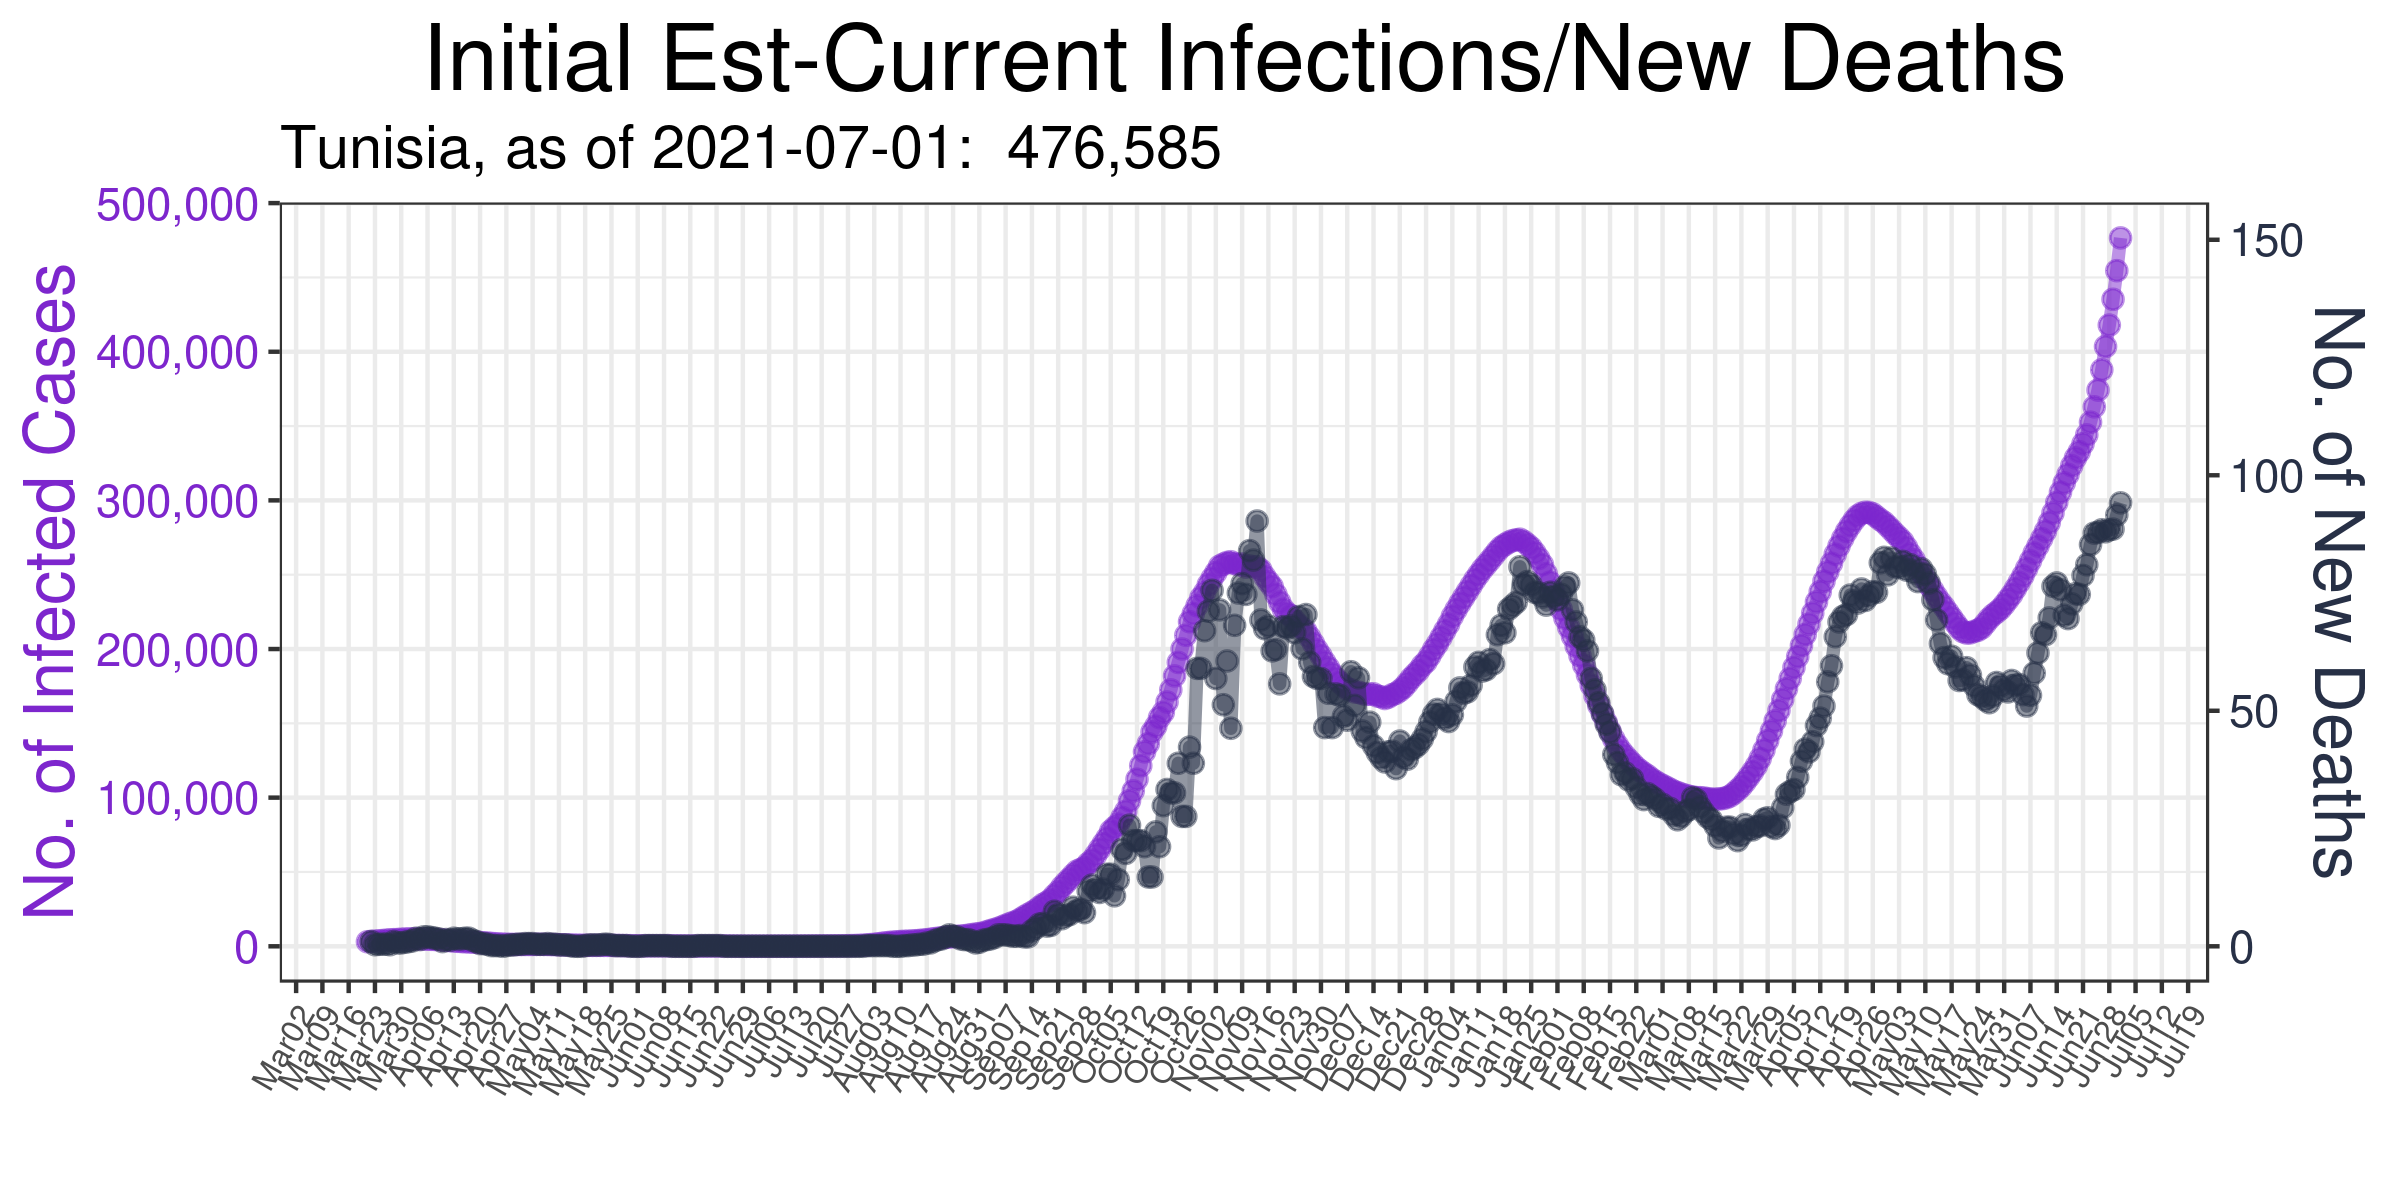 Initial Est-Current Infections/New Deaths
Tunisia, as of 2021-07-01:  476,585
No. of Infected Cases
500,000
400,000
300,000
200,000
100,000
0
150
100
50
0
No. of New Deaths
Mar02
Mar09
Mar16
Mar23
Mar30
Apr06
Apr13
Apr20
Apr27
May04
May11
May18
May25
Jun01
Jun08
Jun15
Jun22
Jun29
Jul06
Jul13
Jul20
Jul27
Aug03
Aug10
Aug17
Aug24
Aug31
Sep07
Sep14
Sep21
Sep28
Oct05
Oct12
Oct19
Oct26
Nov02
Nov09
Nov16
Nov23
Nov30
Dec07
Dec14
Dec21
Dec28
Jan04
Jan11
Jan18
Jan25
Feb01
Feb08
Feb15
Feb22
Mar01
Mar08
Mar15
Mar22
Mar29
Apr05
Apr12
Apr19
Apr26
May03
May10
May17
May24
May31
Jun07
Jun14
Jun21
Jun28
Jul05
Jul12
Jul19